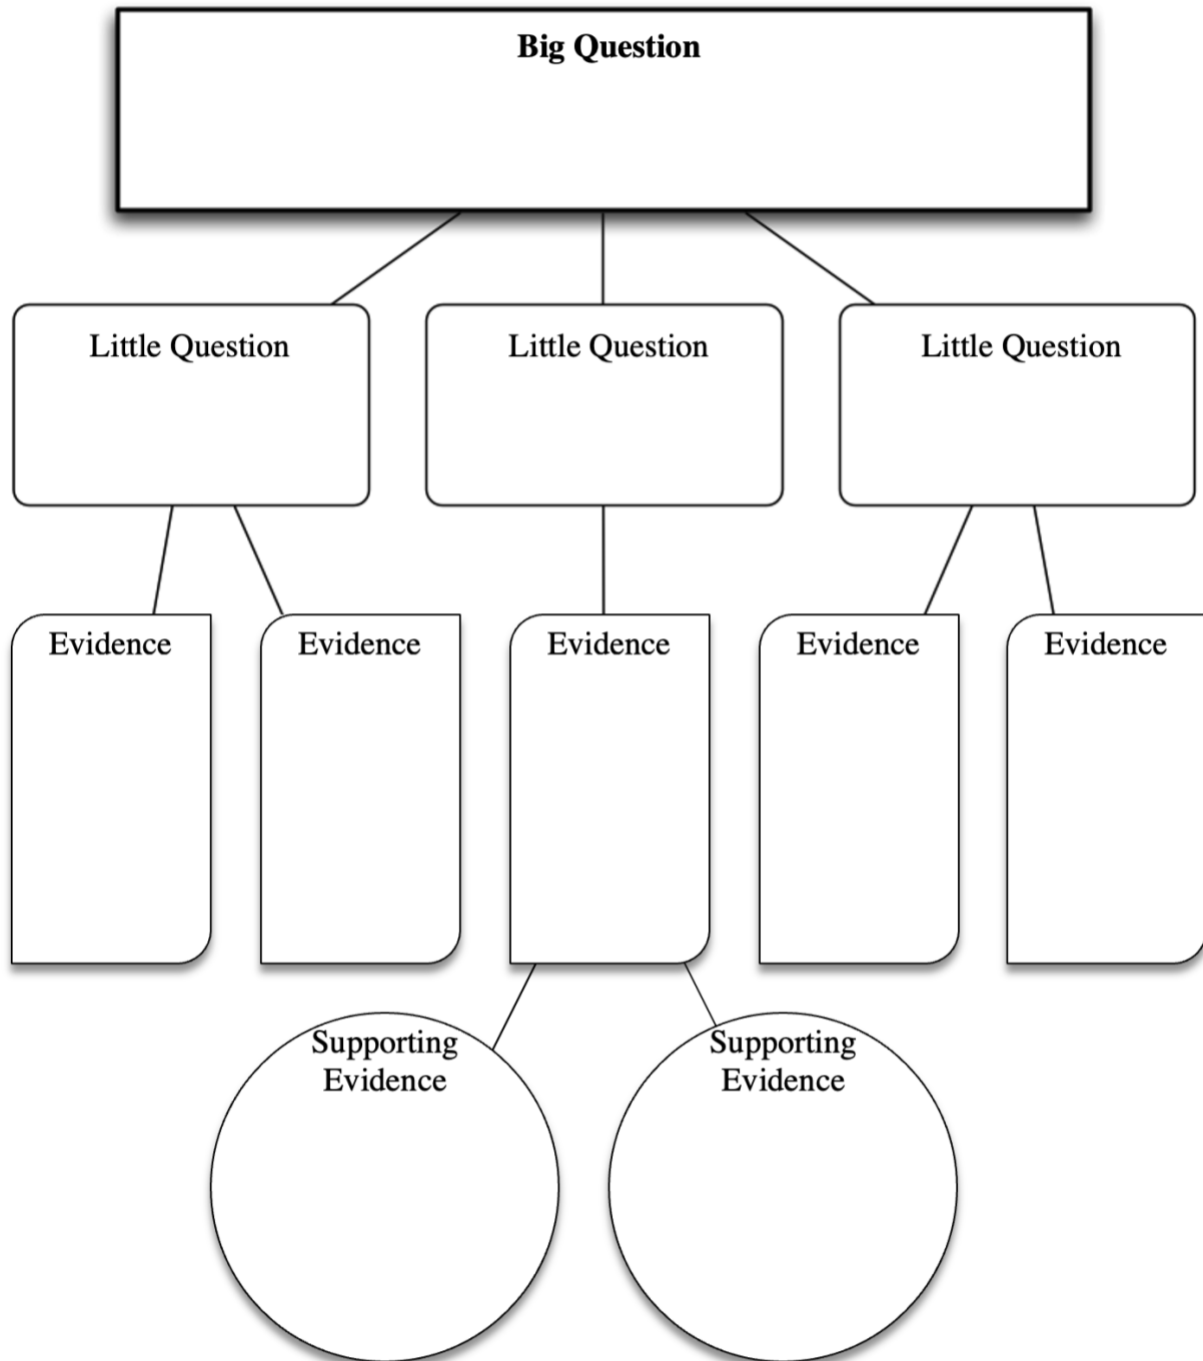 Big Question
Little Question
Little Question
Little Question
Evidence
Evidence
Evidence
Evidence
Evidence
Supporting
Evidence
Supporting
Evidence